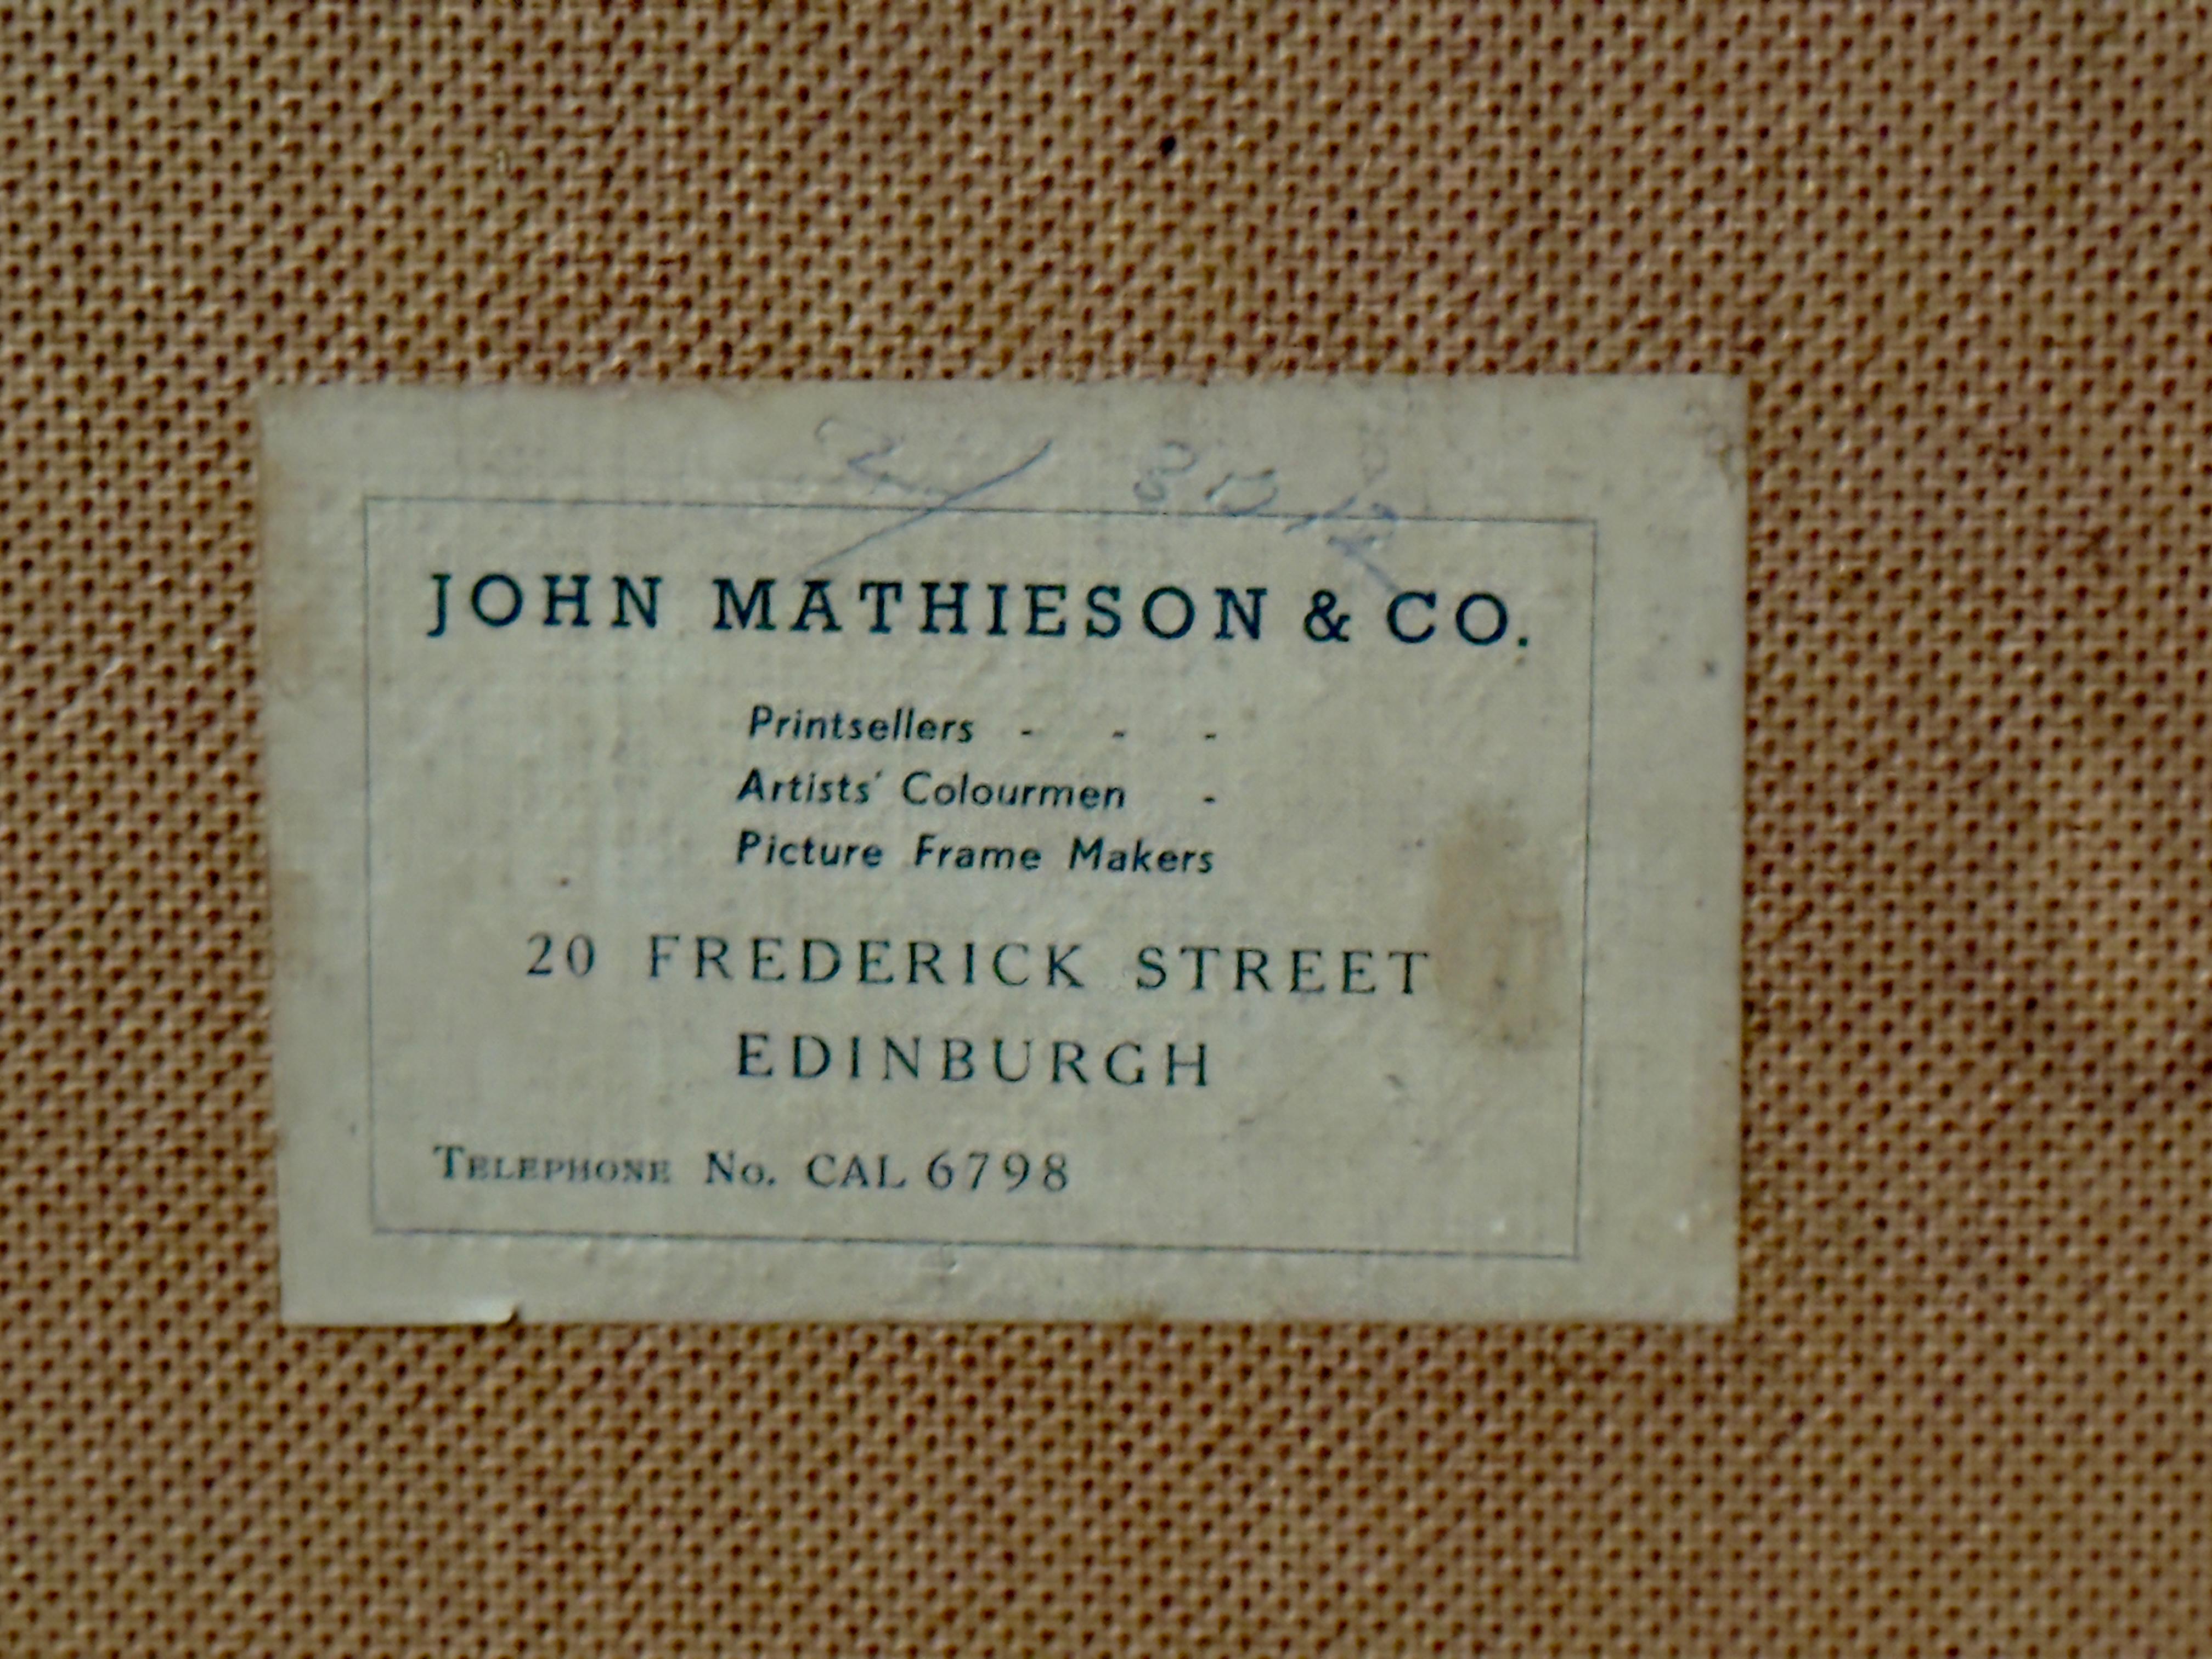 JOHN MATHIESON & CO.
Printsellers - - -
Artists' Colourmen -
Picture Frame Makers
20 FREDERICK STREET
EDINBURGH
TELEPHONE No. CAL 6798